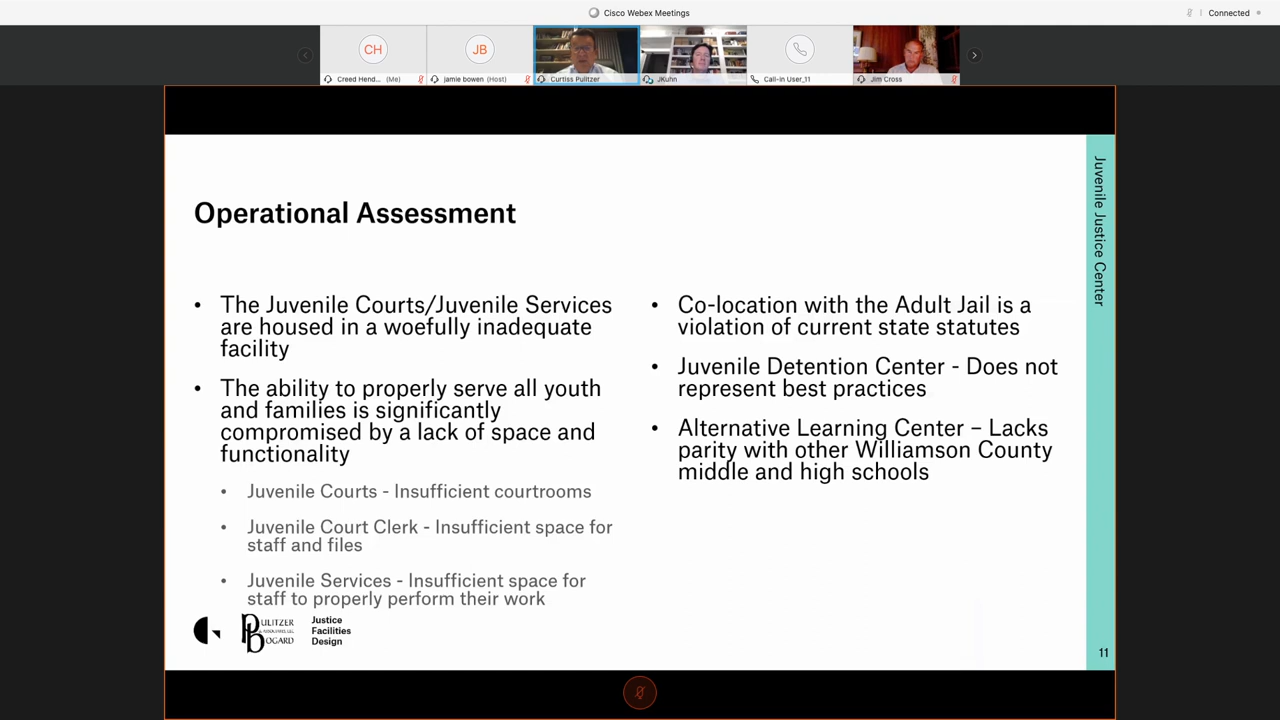 Cisco Webex Meetings
Connected
CH
JB
Creed Hend... (Me)
jamie bowen (Host)
Curtiss Pulitzer
JKuhn
Call-in User_11
Jim Cross
Juvenile Justice Center
Operational Assessment
• The Juvenile Courts/Juvenile Services
are housed in a woefully inadequate
facility
• The ability to properly serve all youth
and families is significantly
compromised by a lack of space and
functionality
• Juvenile Courts - Insufficient courtrooms
• Juvenile Court Clerk - Insufficient space for
staff and files
• Juvenile Services - Insufficient space for
staff to properly perform their work
• Co-location with the Adult Jail is a
violation of current state statutes
• Juvenile Detention Center - Does not
represent best practices
• Alternative Learning Center – Lacks
parity with other Williamson County
middle and high schools
PULITZER
BOGARD
Justice
Facilities
Design
11